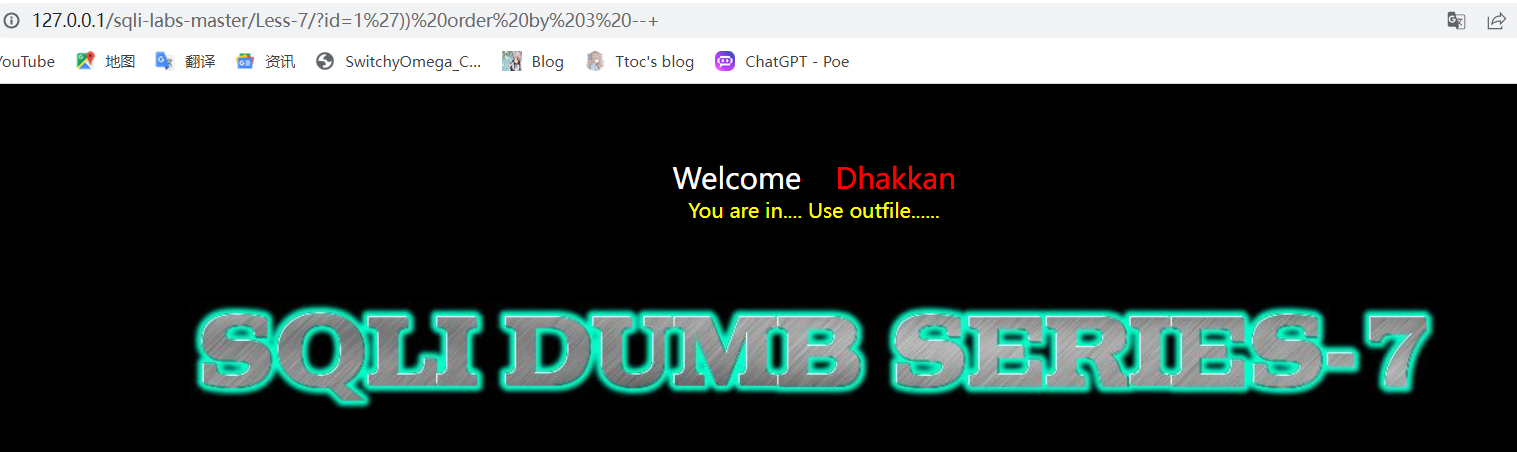 127.0.0.1/sqli-labs-master/Less-7/?id=1%27))%20order%20by%203%20--+
YouTube 地图 翻译 资讯 SwitchyOmega_C... Blog Ttoc's blog ChatGPT - Poe
Welcome Dhakkan
You are in.... Use outfile......
SQLI DUMB SERIES-7